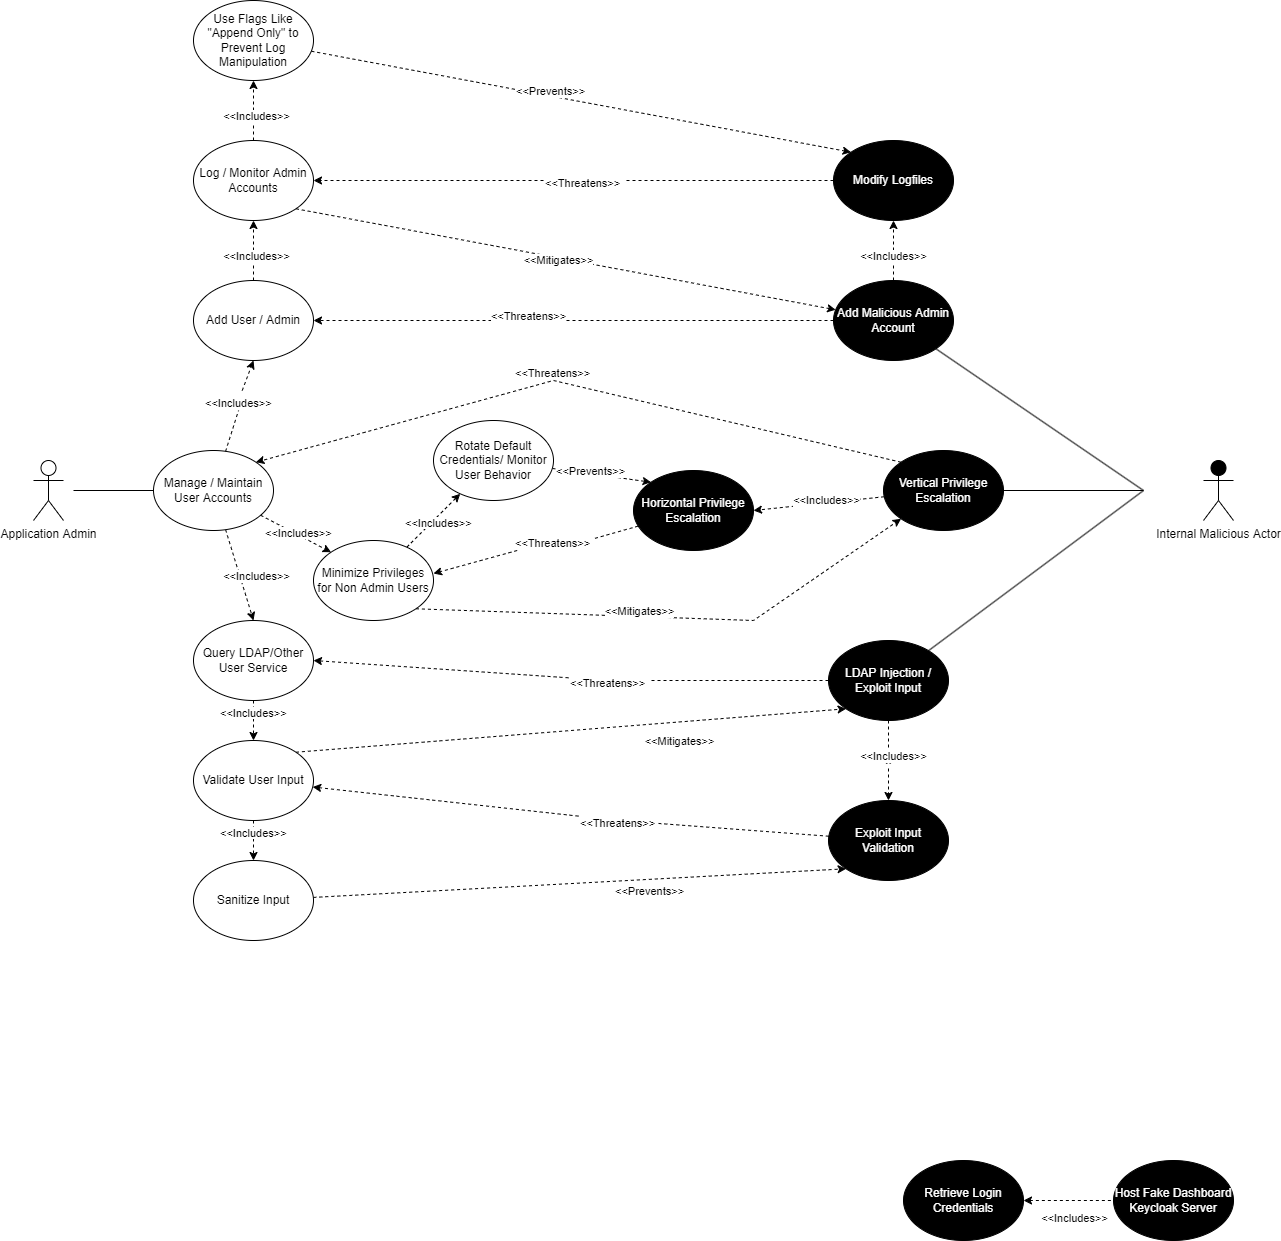 Use Flags Like
"Append Only" to
Prevent Log
Manipulation
<<Prevents>>
<<Includes>>
Log / Monitor Admin
Accounts
<<Threatens>>
Modify Logfiles
<<Includes>>
<<Mitigates>>
<<Includes>>
Add User / Admin
<<Threatens>>
Add Malicious Admin
Account
<<Threatens>>
<<Includes>>
Rotate Default
Credentials/ Monitor
User Behavior
<<Prevents>>
Application Admin
Manage / Maintain
User Accounts
Horizontal Privilege
Escalation
<<Includes>>
Vertical Privilege
Escalation
Internal Malicious Actor
<<Includes>>
<<Includes>>
<<Threatens>>
<<Includes>>
Minimize Privileges
for Non Admin Users
<<Mitigates>>
Query LDAP/Other
User Service
<<Threatens>>
LDAP Injection /
Exploit Input
<<Includes>>
<<Mitigates>>
<<Includes>>
Validate User Input
<<Threatens>>
<<Includes>>
Exploit Input
Validation
Sanitize Input
<<Prevents>>
Retrieve Login
Credentials
<<Includes>>
Host Fake Dashboard
Keycloak Server